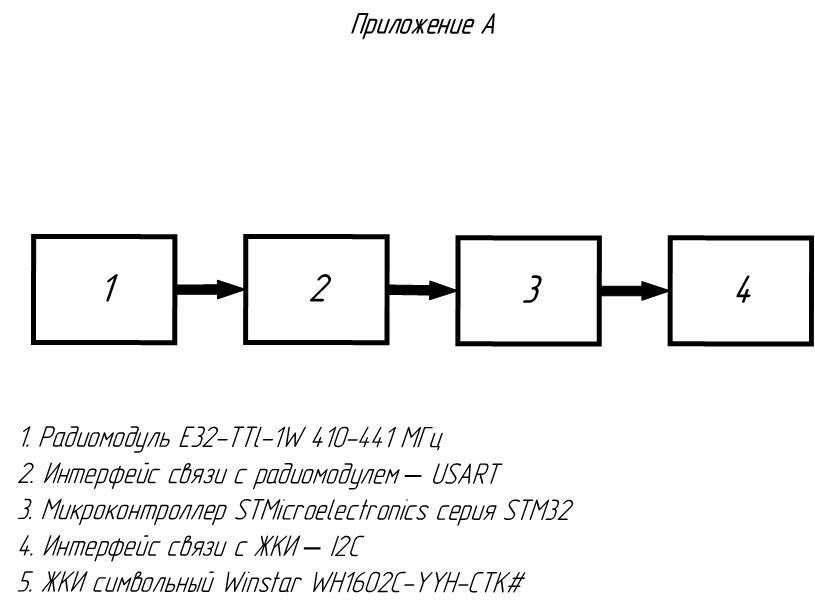 Приложение А
1
2
3
4
1. Радиомодуль E32-TTl-1W 410-441 МГц
2. Интерфейс связи с радиомодулем — USART
3. Микроконтроллер STMicroelectronics серия STM32
4. Интерфейс связи с ЖКИ — I2C
5. ЖКИ символьный Winstar WH1602C-YYH-CTK#